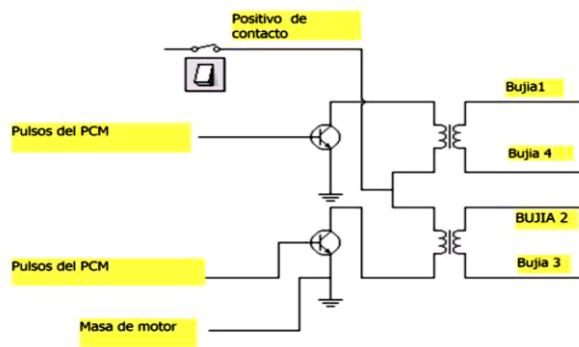 Positivo de
contacto
Bujia1
Pulsos del PCM
Bujia 4
BUJIA 2
Bujia 3
Pulsos del PCM
Masa de motor